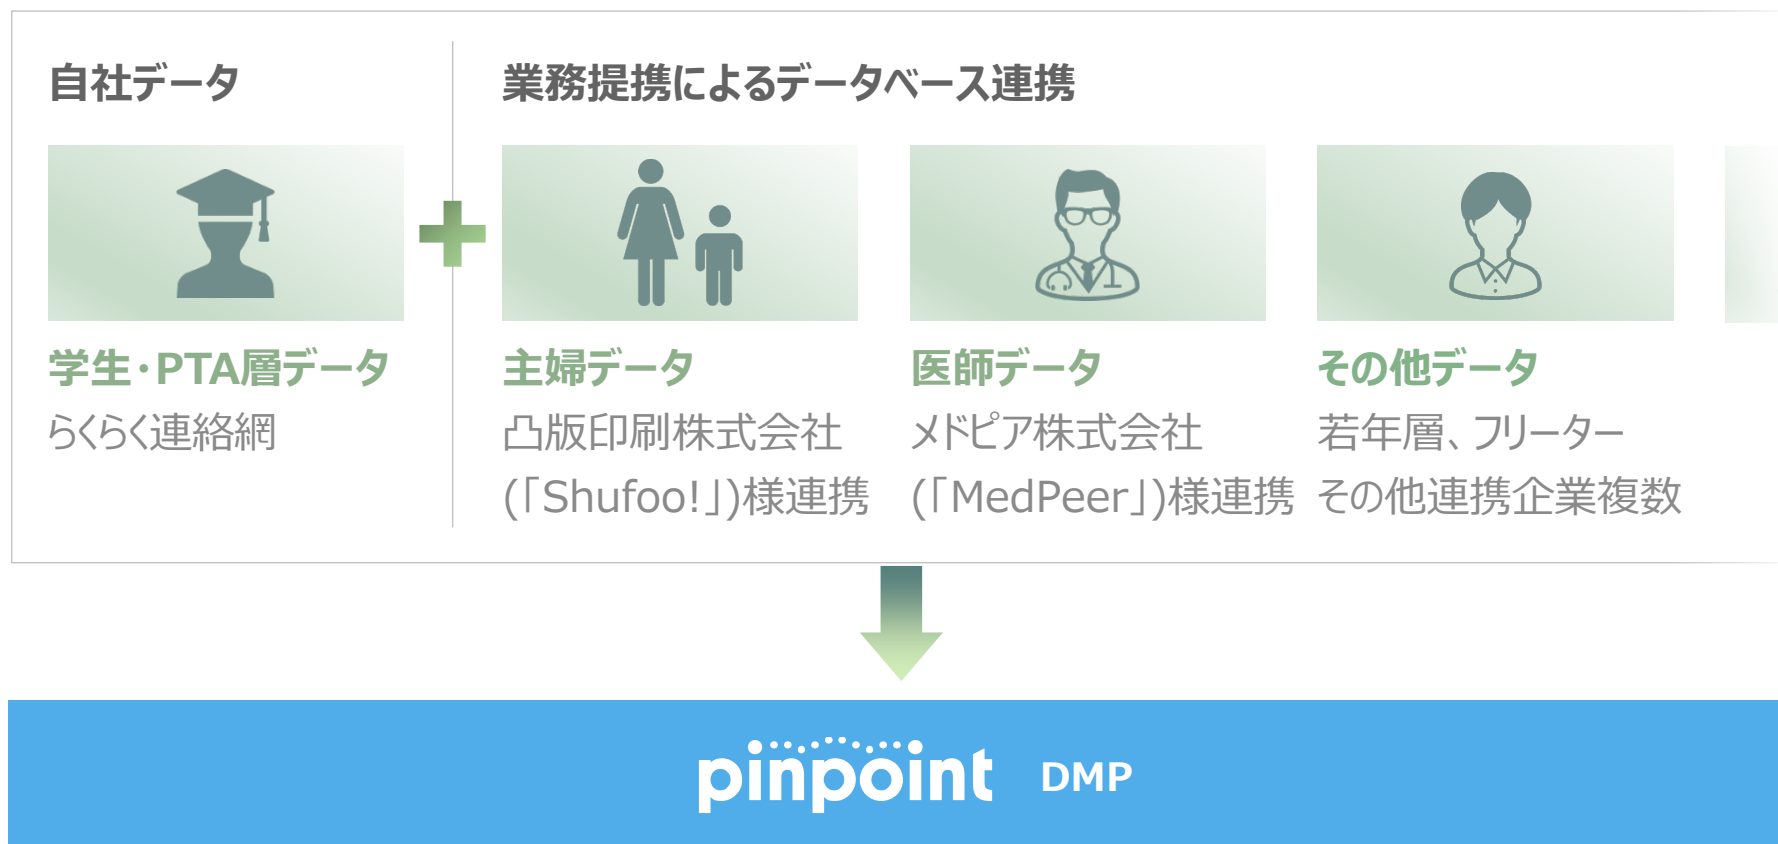 自社データ
業務提携によるデータベース連携
学生・PTA層データ
らくらく連絡網
主婦データ
凸版印刷株式会社
(「Shufoo!」)様連携
医師データ
メドピア株式会社
(「MedPeer」)様連携
その他データ
若年層、フリーター
その他連携企業複数
pinpoint DMP